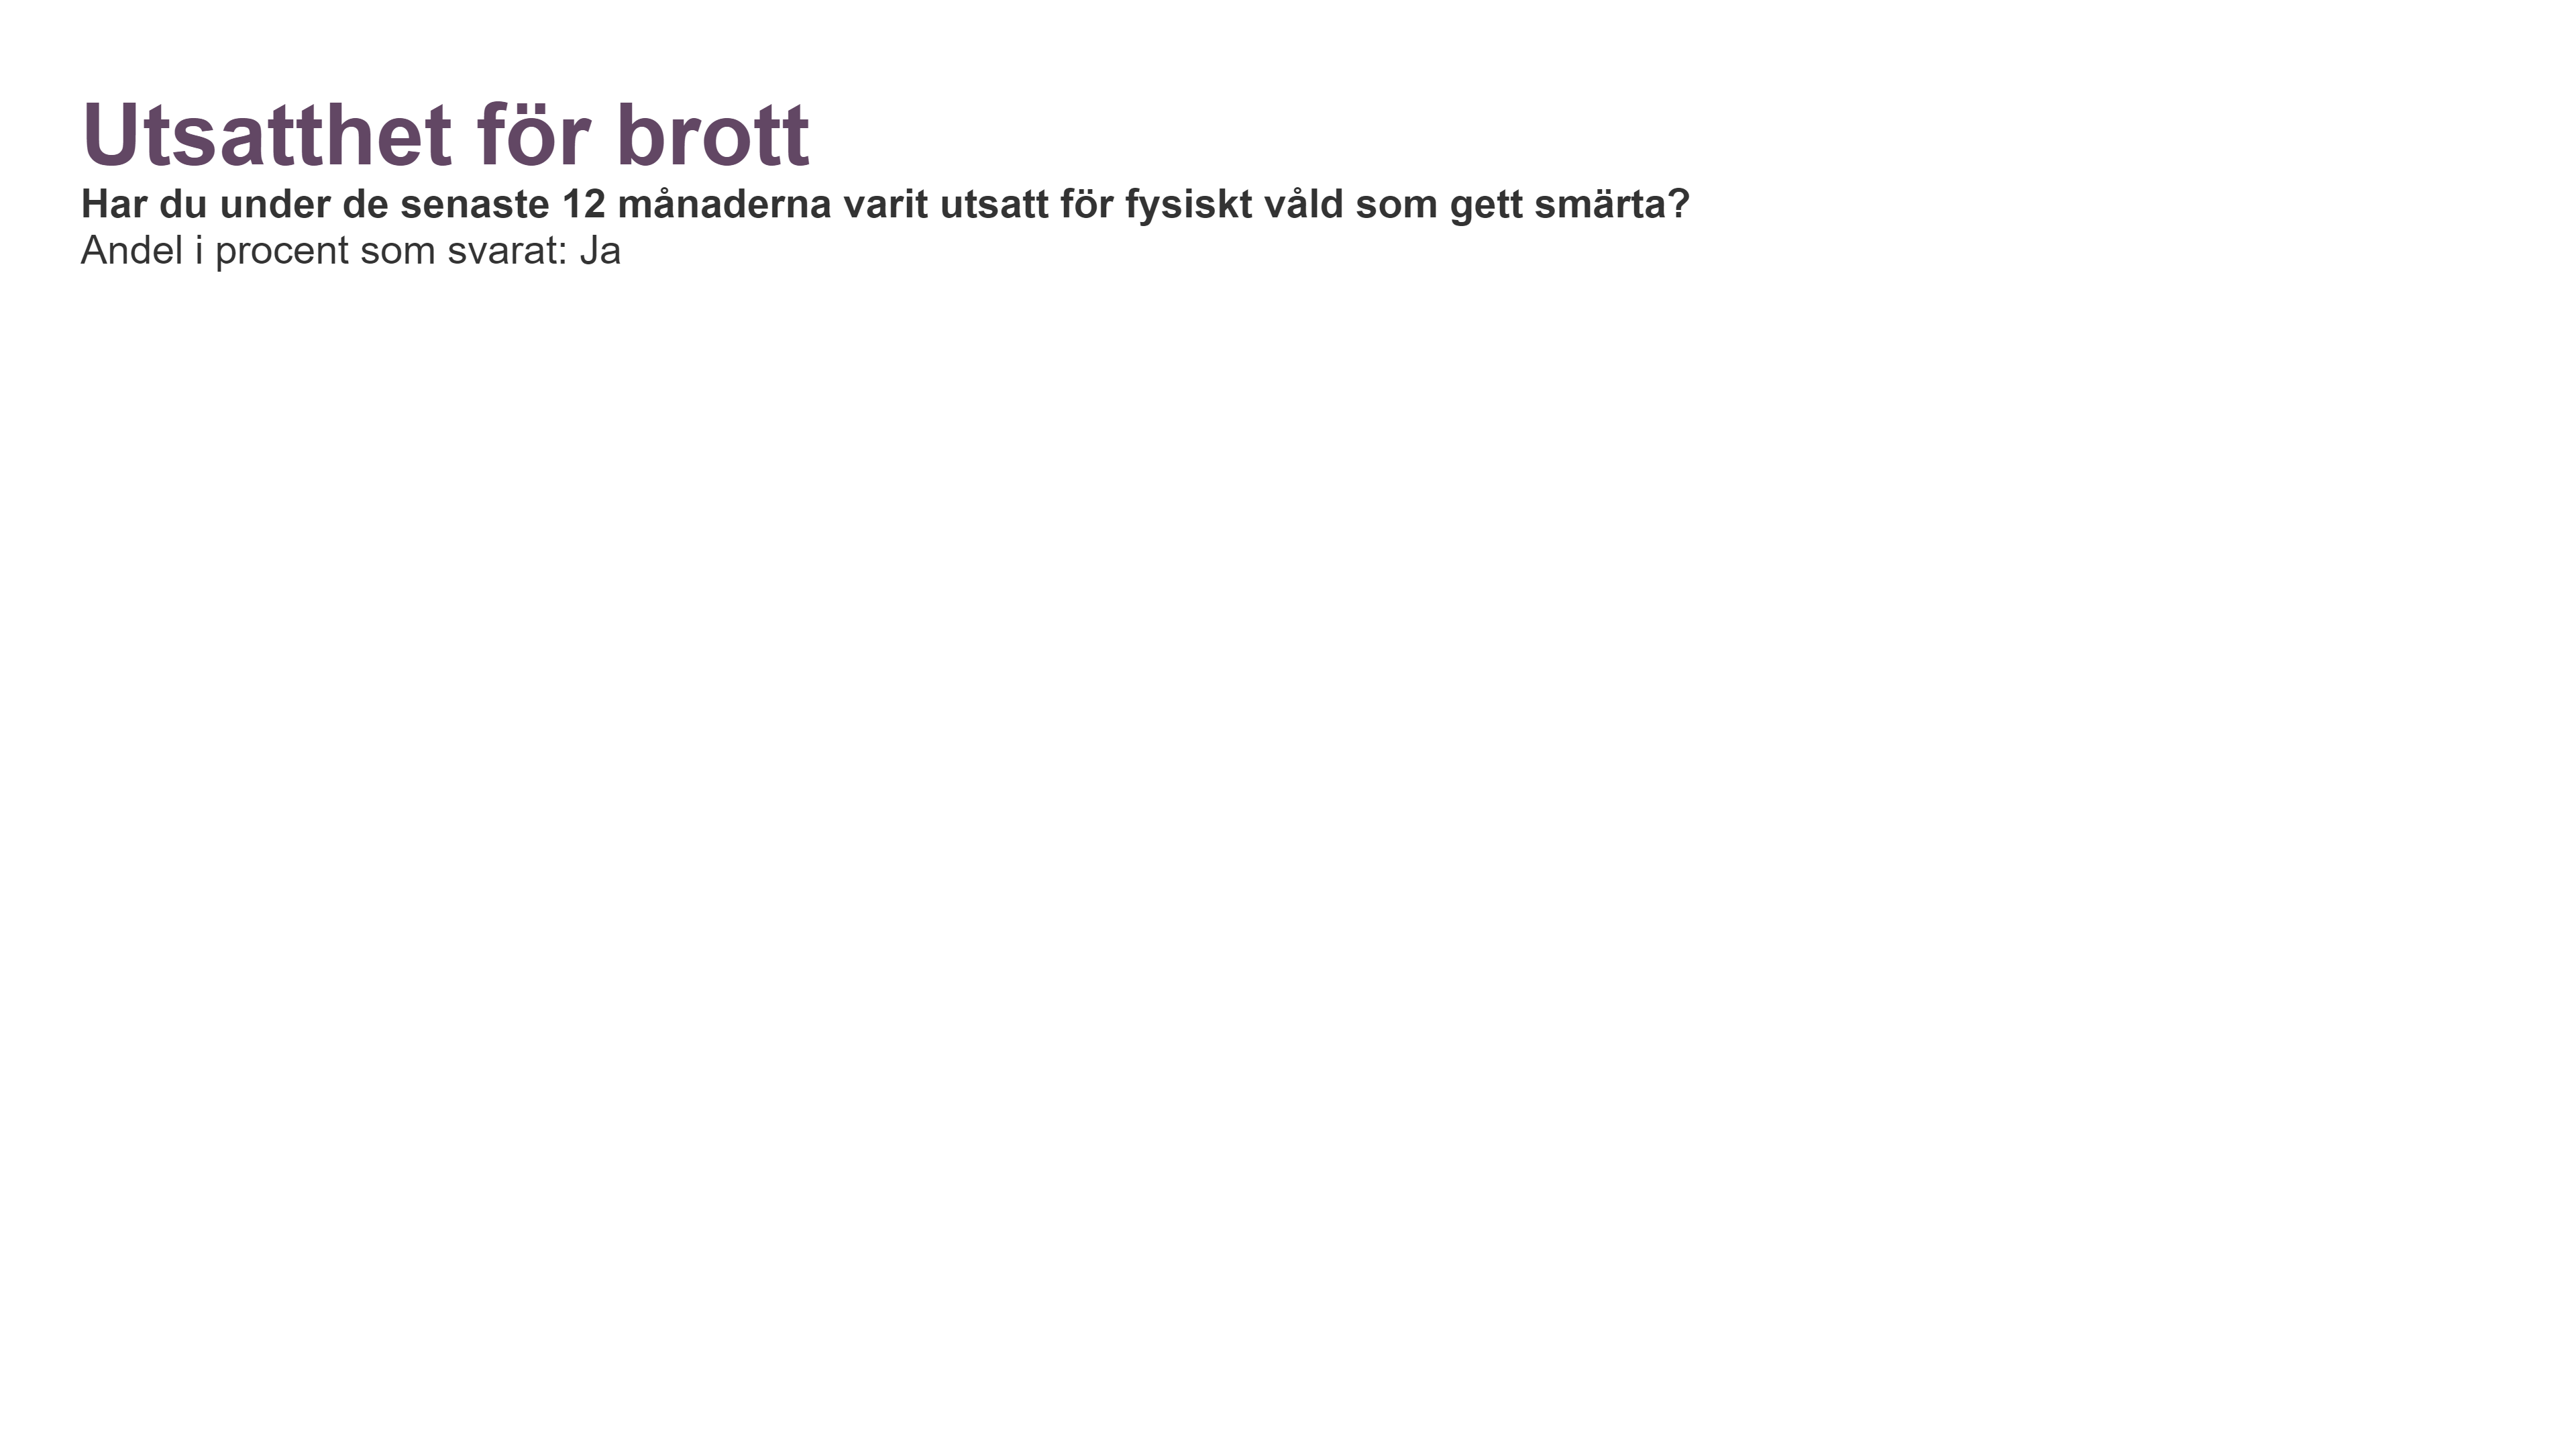 Utsatthet för brott
Har du under de senaste 12 månaderna varit utsatt för fysiskt våld som gett smärta?
Andel i procent som svarat: Ja